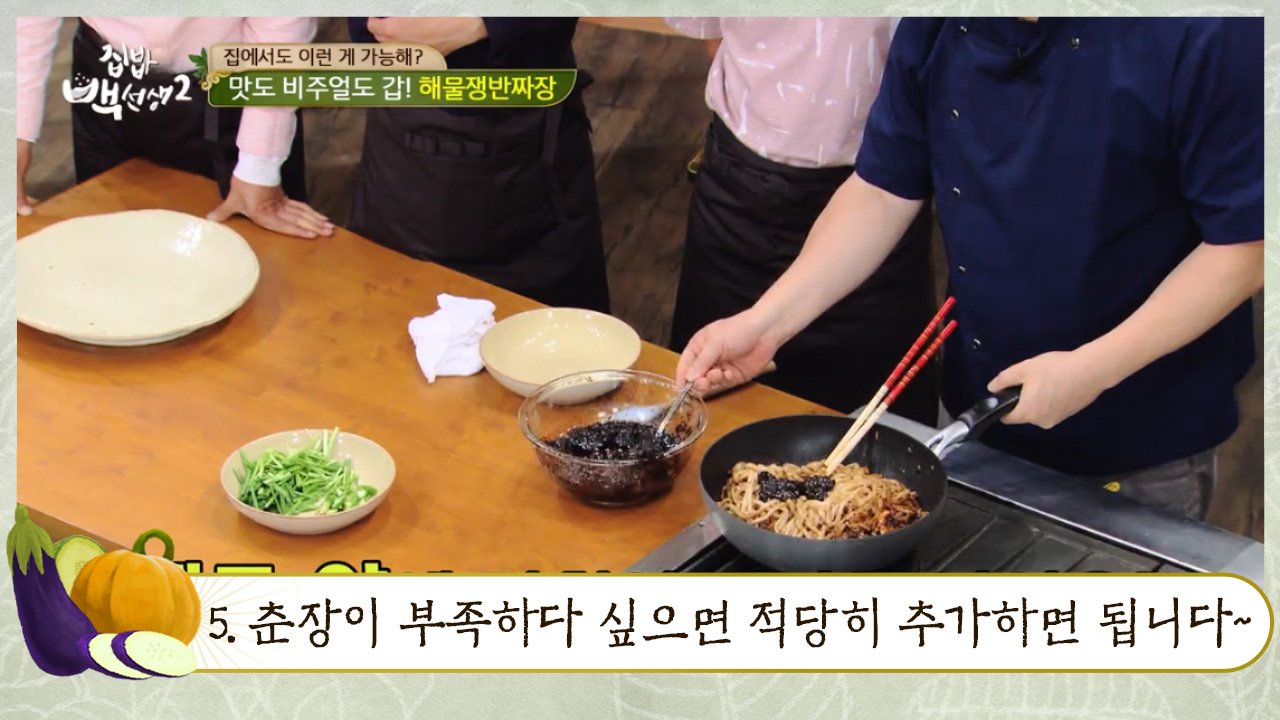 집밥
백선생2
집에서도 이런 게 가능해?
맛도 비주얼도 갑! 해물쟁반짜장
5. 춘장이 부족하다 싶으면 적당히 추가하면 됩니다~